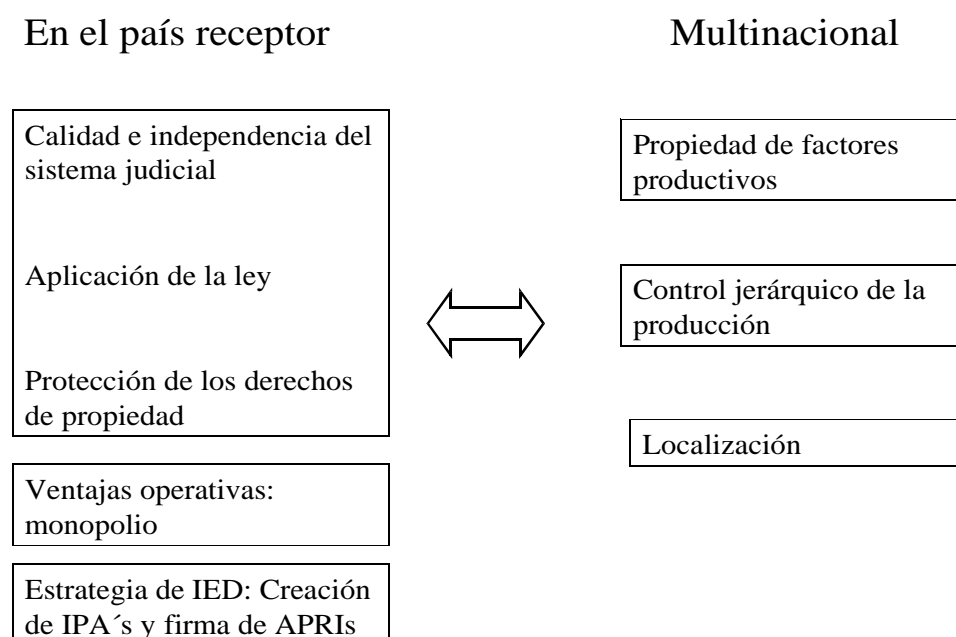 En el país receptor
Multinacional
Calidad e independencia del
sistema judicial
Aplicación de la ley
Protección de los derechos
de propiedad
Ventajas operativas:
monopolio
Estrategia de IED: Creación
de IPA´s y firma de APRIs
Propiedad de factores
productivos
Control jerárquico de la
producción
Localización